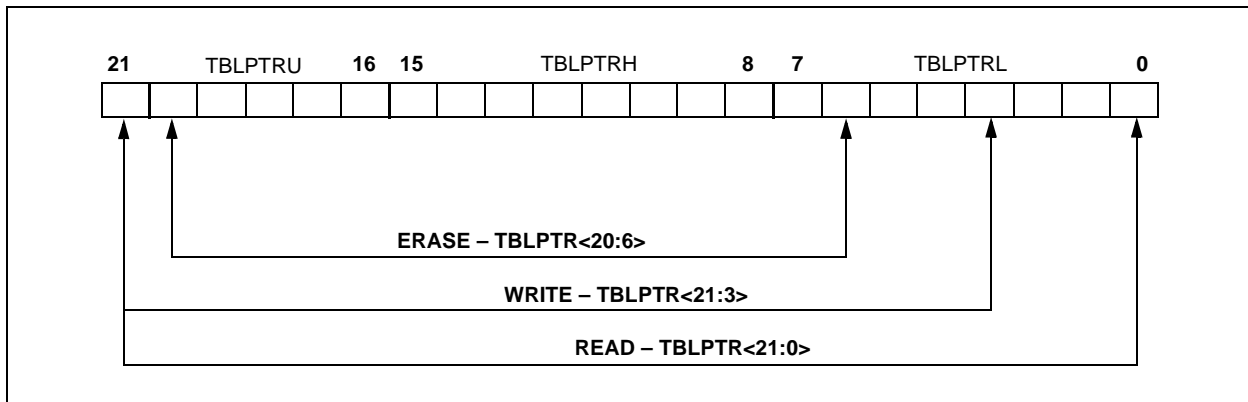 21 TBLPTRU 16 15 TBLPTRH 8 7 TBLPTRL 0
ERASE – TBLPTR<20:6>
WRITE – TBLPTR<21:3>
READ – TBLPTR<21:0>